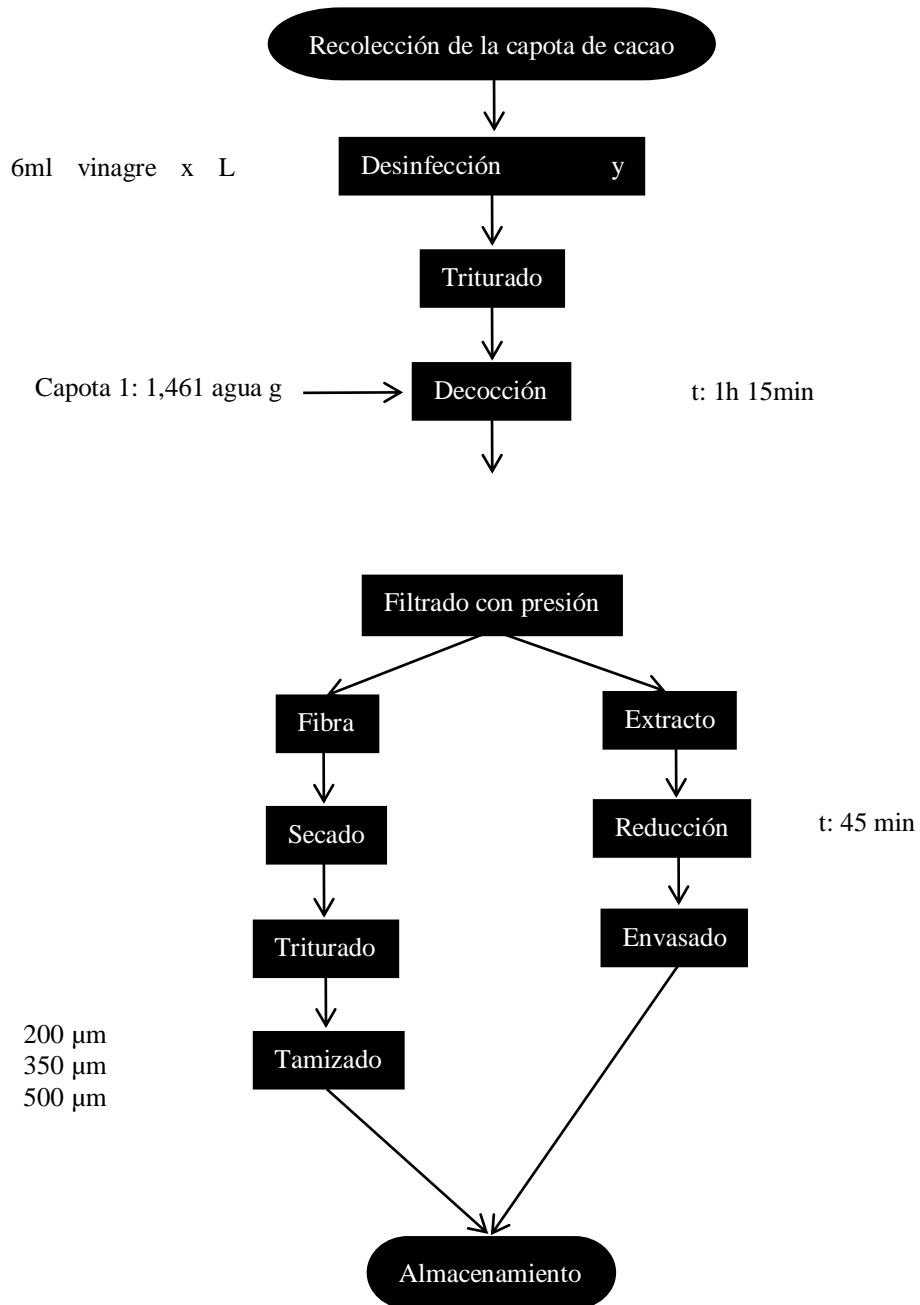 Recolección de la capota de cacao
6ml vinagre x L
Desinfección y
Triturado
Capota 1: 1,461 agua g
Decocción
t: 1h 15min
Filtrado con presión
Fibra
Extracto
Secado
Reducción
t: 45 min
Triturado
Envasado
200 µm
350 µm
500 µm
Tamizado
Almacenamiento